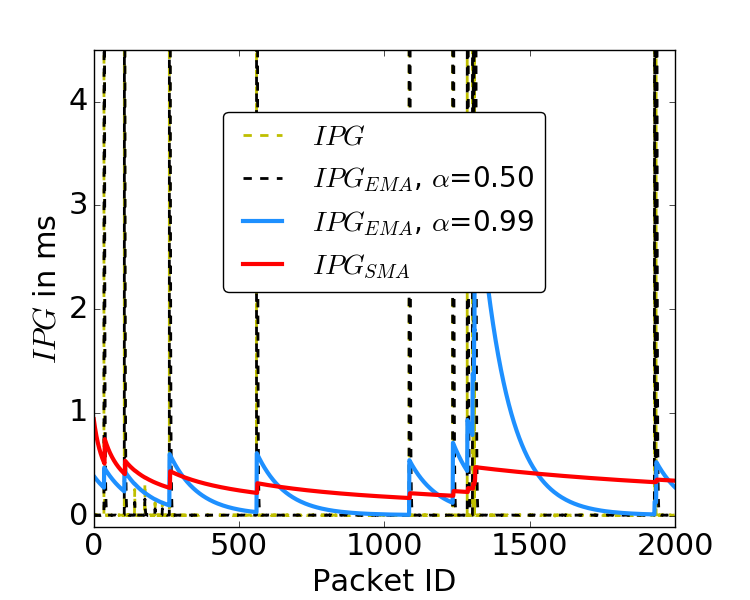 4
3
2
1
0
IPG in ms
IPG
IPG_EMA, α=0.50
IPG_EMA, α=0.99
IPG_SMA
0 500 1000 1500 2000
Packet ID